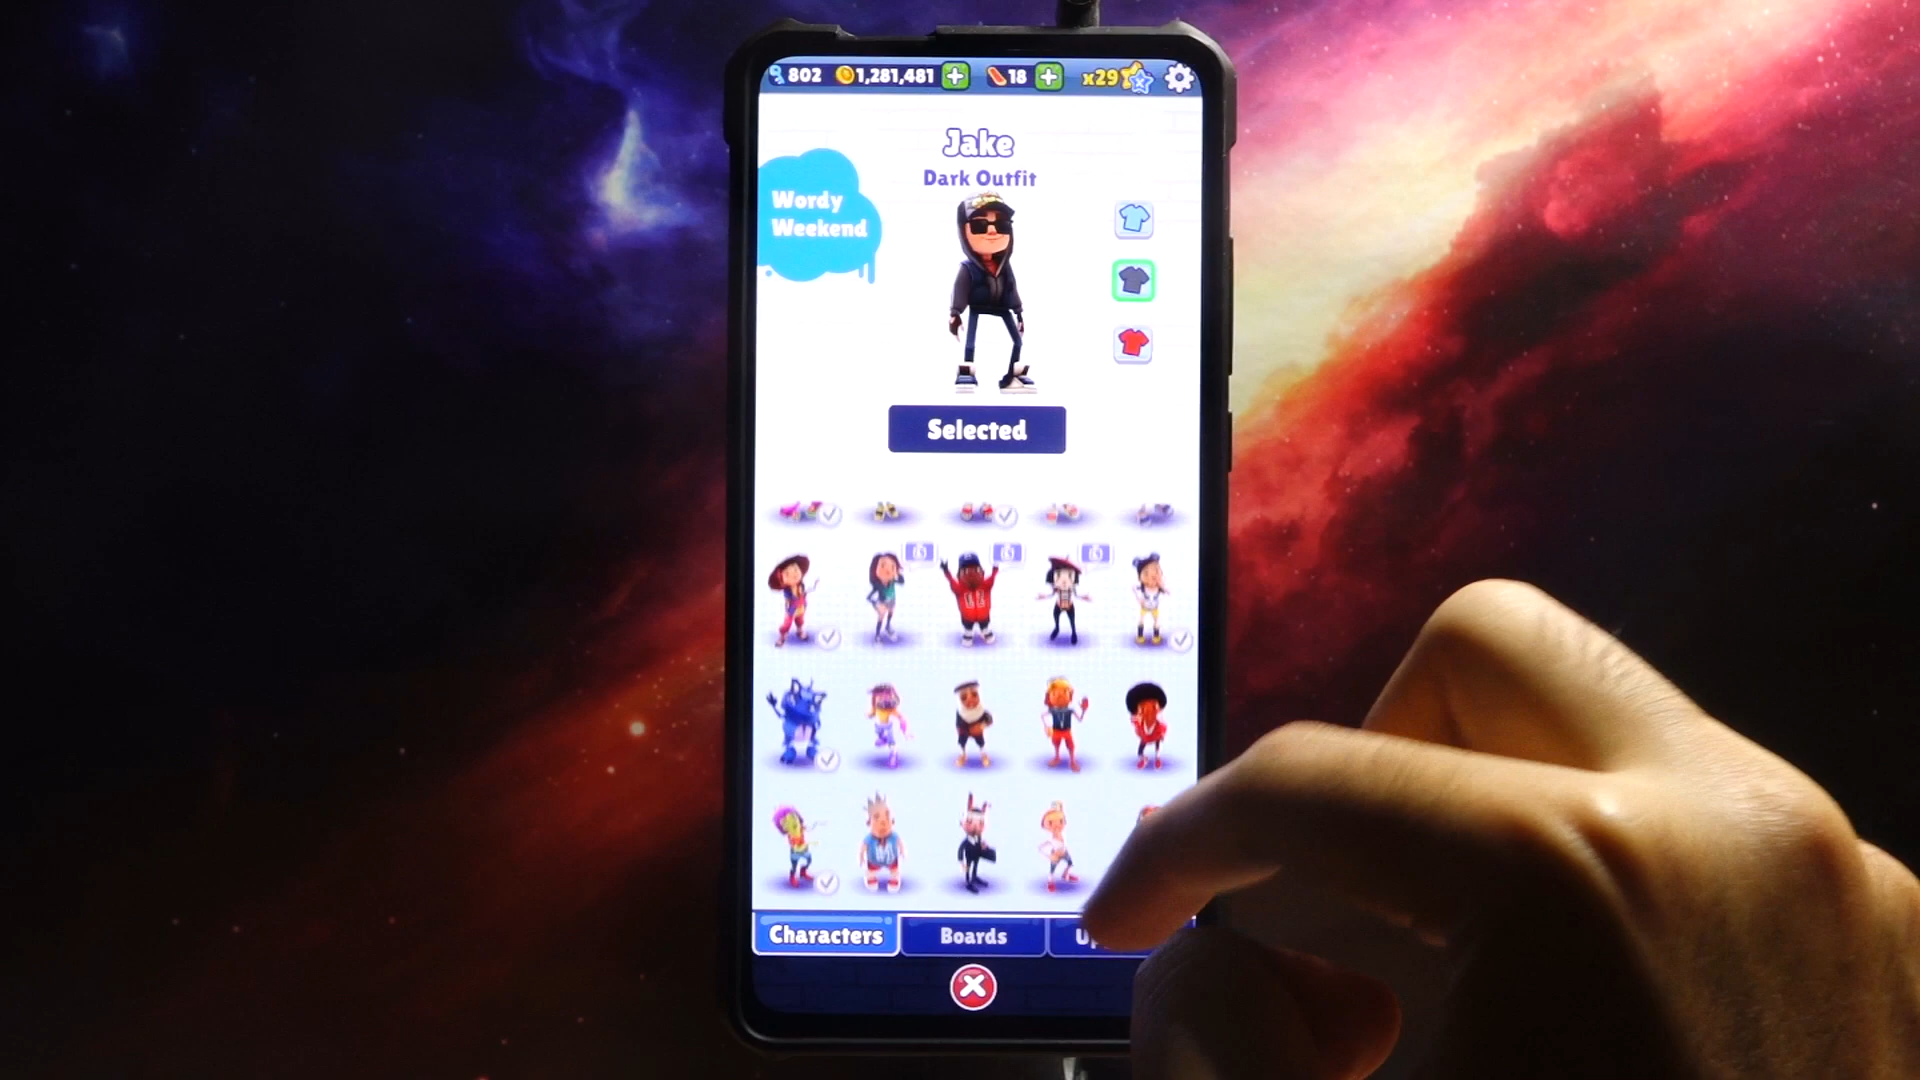 802 1,281,481 18 x29
Jake
Dark Outfit
Wordy
Weekend
Selected
Characters Boards